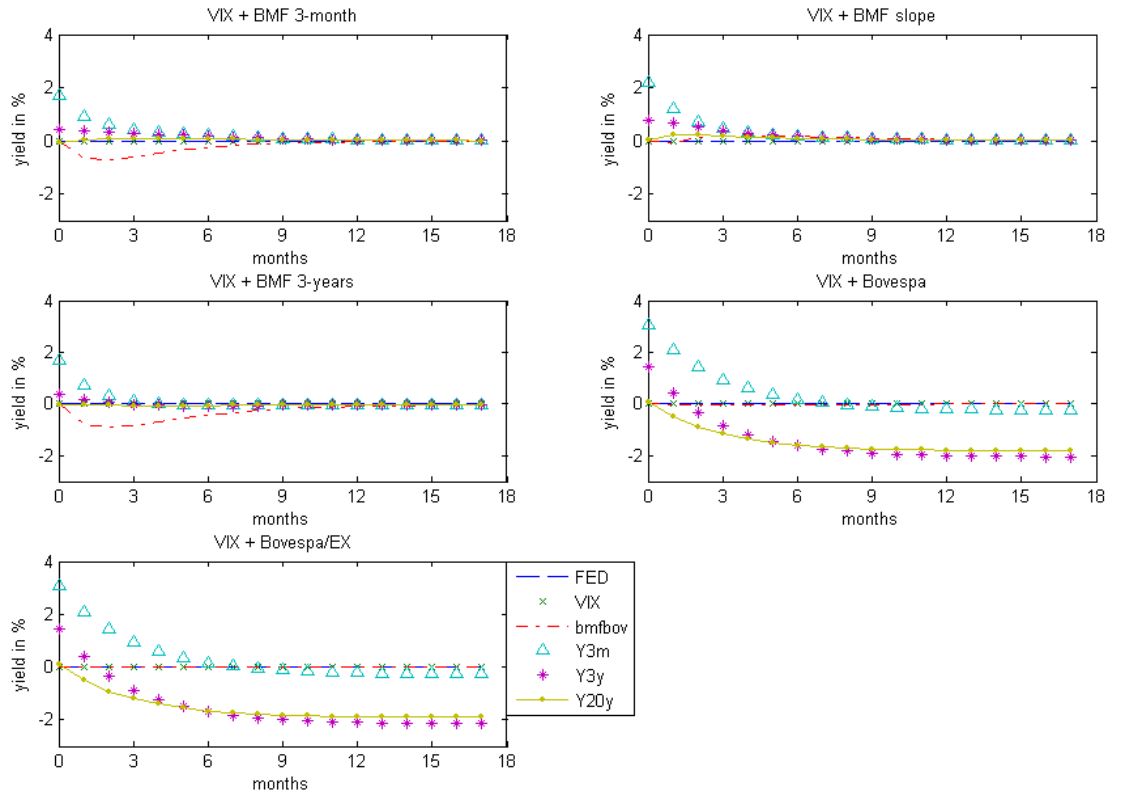 VIX + BMF 3-month
4
2
0
-2
yield in %
0 3 6 9 12 15 18
months
VIX + BMF slope
4
2
0
-2
yield in %
0 3 6 9 12 15 18
months
VIX + BMF 3-years
4
2
0
-2
yield in %
0 3 6 9 12 15 18
months
VIX + Bovespa
4
2
0
-2
yield in %
0 3 6 9 12 15 18
months
VIX + Bovespa/EX
4
2
0
-2
yield in %
0 3 6 9 12 15 18
months
FED
VIX
bmfbov
Y3m
Y3y
Y20y